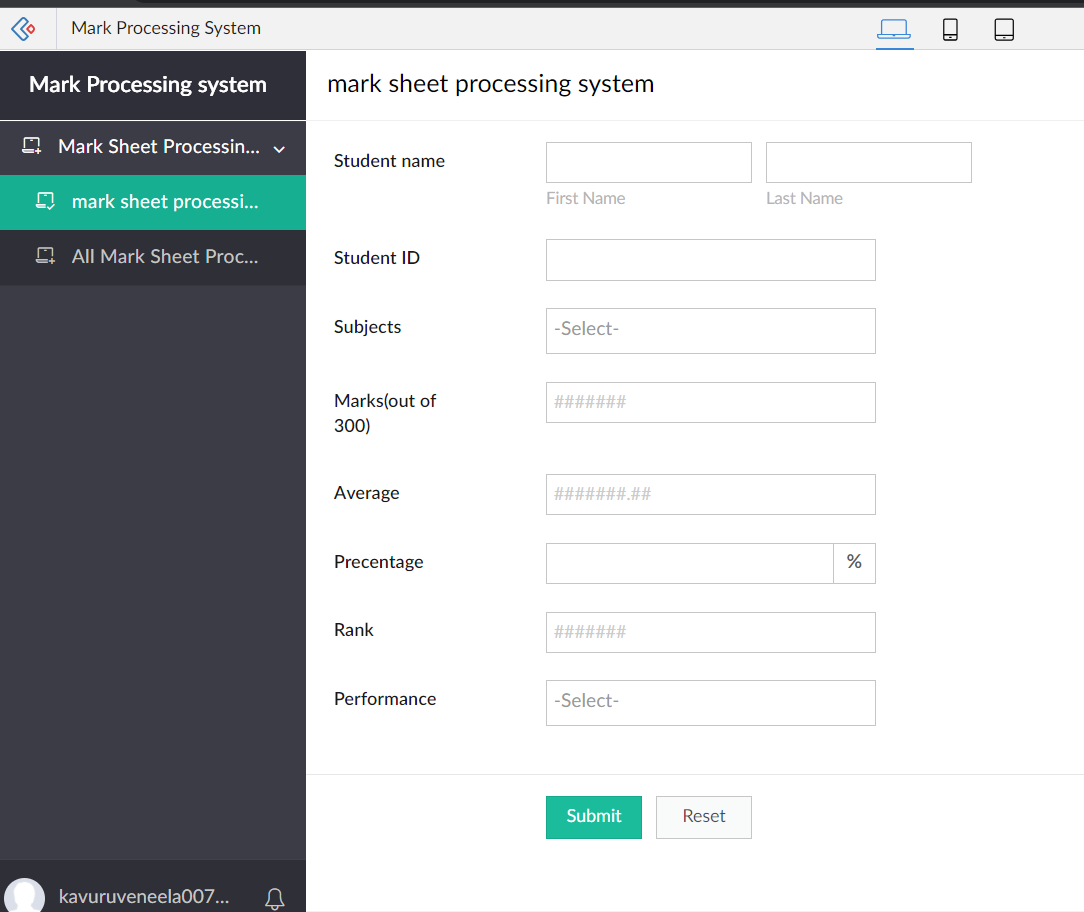 Mark Processing System
Mark Processing system
mark sheet processing system
Mark Sheet Processin...
mark sheet processi...
All Mark Sheet Proc...
Student name
First Name
Last Name
Student ID
Subjects
-Select-
Marks(out of
300)
#######
Average
#######.##
Precentage
%
Rank
#######
Performance
-Select-
Submit
Reset
kavuruveneela007...